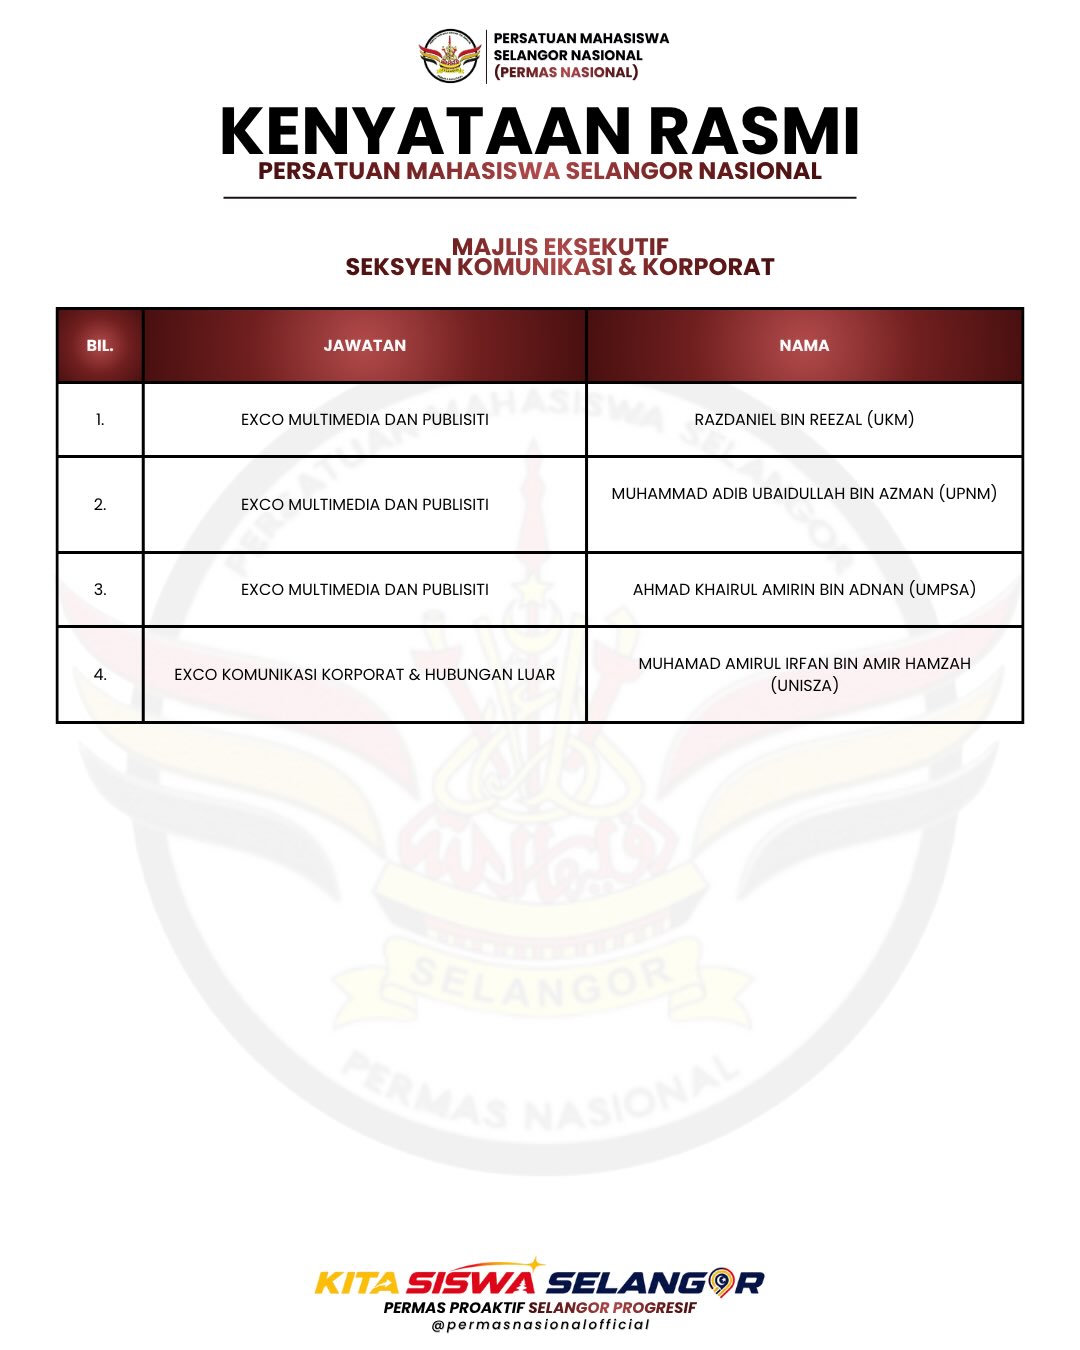 PERSATUAN MAHASISWA
SELANGOR NASIONAL
(PERMAS NASIONAL)
KENYATAAN RASMI
PERSATUAN MAHASISWA SELANGOR NASIONAL
MAJLIS EKSEKUTIF
SEKSYEN KOMUNIKASI & KORPORAT
BIL. JAWATAN NAMA
1. EXCO MULTIMEDIA DAN PUBLISITI RAZDANIEL BIN REEZAL (UKM)
2. EXCO MULTIMEDIA DAN PUBLISITI MUHAMMAD ADIB UBAIDULLAH BIN AZMAN (UPNM)
3. EXCO MULTIMEDIA DAN PUBLISITI AHMAD KHAIRUL AMIRIN BIN ADNAN (UMPSA)
4. EXCO KOMUNIKASI KORPORAT & HUBUNGAN LUAR MUHAMAD AMIRUL IRFAN BIN AMIR HAMZAH
(UNISZA)
PERSATUAN MAHASISWA SELANGOR
SELANGOR
PERMAS NASIONAL
KITA SISWA SELANGOR
PERMAS PROAKTIF SELANGOR PROGRESIF
@permasnasionalofficial